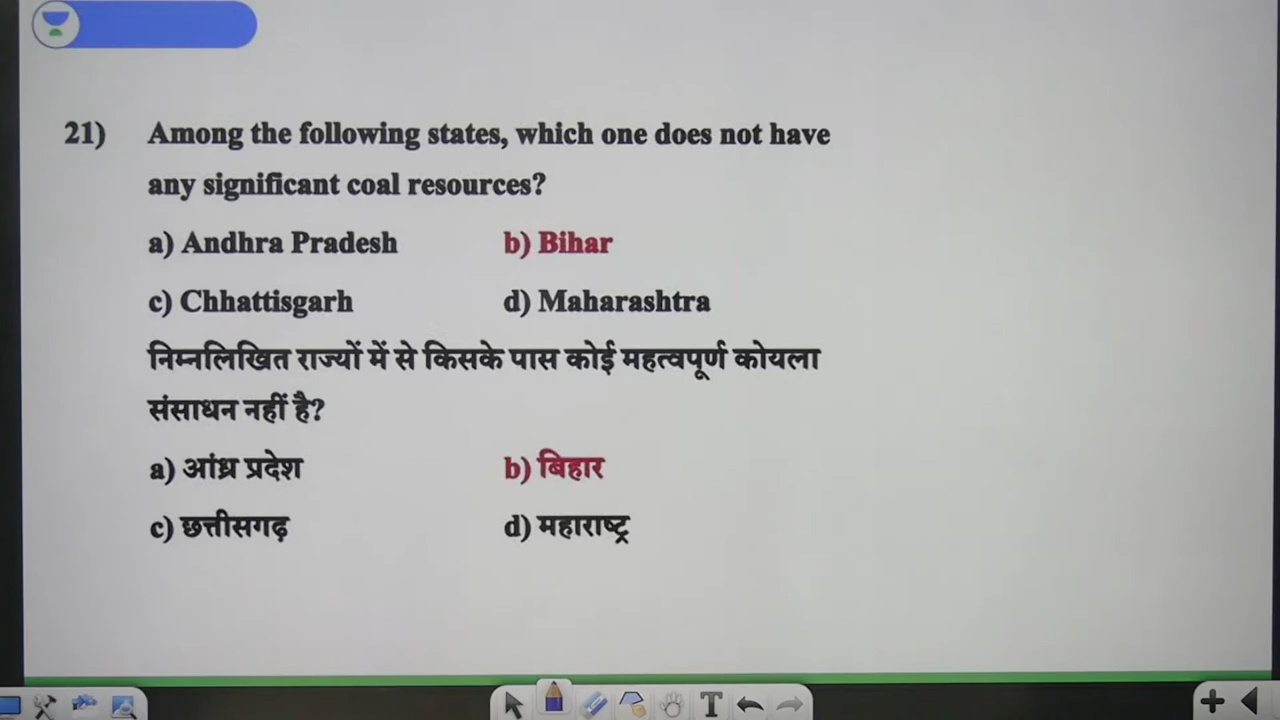 21) Among the following states, which one does not have
any significant coal resources?
a) Andhra Pradesh b) Bihar
c) Chhattisgarh d) Maharashtra
निम्नलिखित राज्यों में से किसके पास कोई महत्वपूर्ण कोयला
संसाधन नहीं है?
a) आंध्र प्रदेश b) बिहार
c) छत्तीसगढ़ d) महाराष्ट्र
T